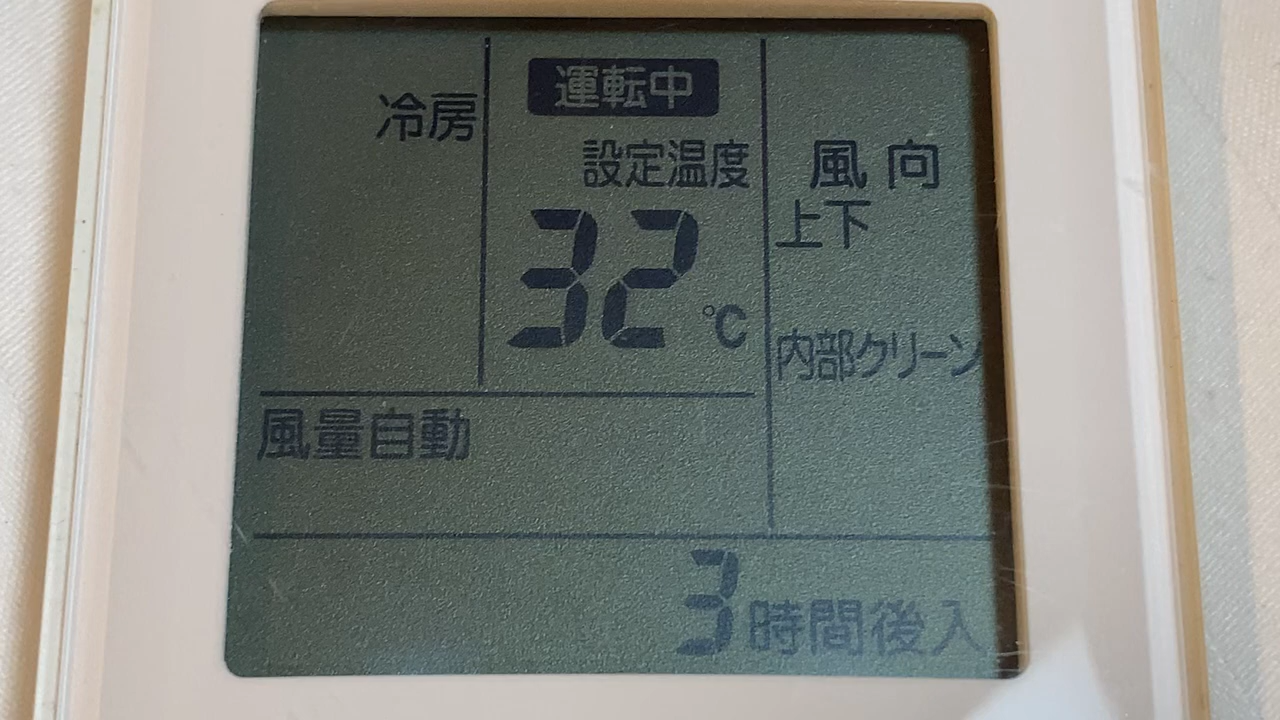 運転中
冷房
設定温度
32℃
風向
上下
内部クリーン
風量自動
3時間後入